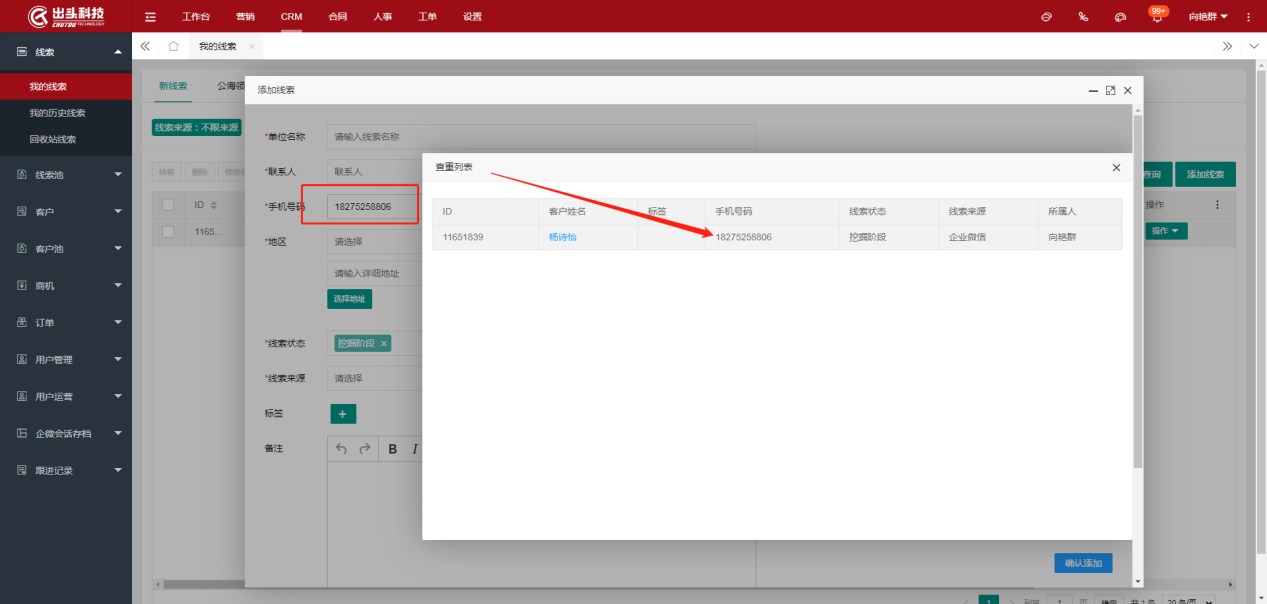 出头科技
CHUTOU TECHNOLOGY
工作台 营销 CRM 合同 人事 工单 设置
99+
向艳群
线索
我的线索
我的历史线索
回收站线索
线索池
客户
客户池
商机
订单
用户管理
用户运营
企微会话存档
跟进记录
我的线索 ×
新线索 公海领
线索来源：不限来源
转移 删除 修改
ID
1165...
查询 添加线索
操作
操作
添加线索
*单位名称 请输入线索名称
*联系人 联系人
*手机号码 18275258806
*地区 请选择
请输入详细地址
选择地址
*线索状态 挖掘阶段 ×
*线索来源 请选择
标签 +
备注 B I
查重列表
ID 客户姓名 标签 手机号码 线索状态 线索来源 所属人
11651839 杨诗怡 18275258806 挖掘阶段 企业微信 向艳群
确认添加
1 到第 1 页 确定 共 1 条 20 条/页